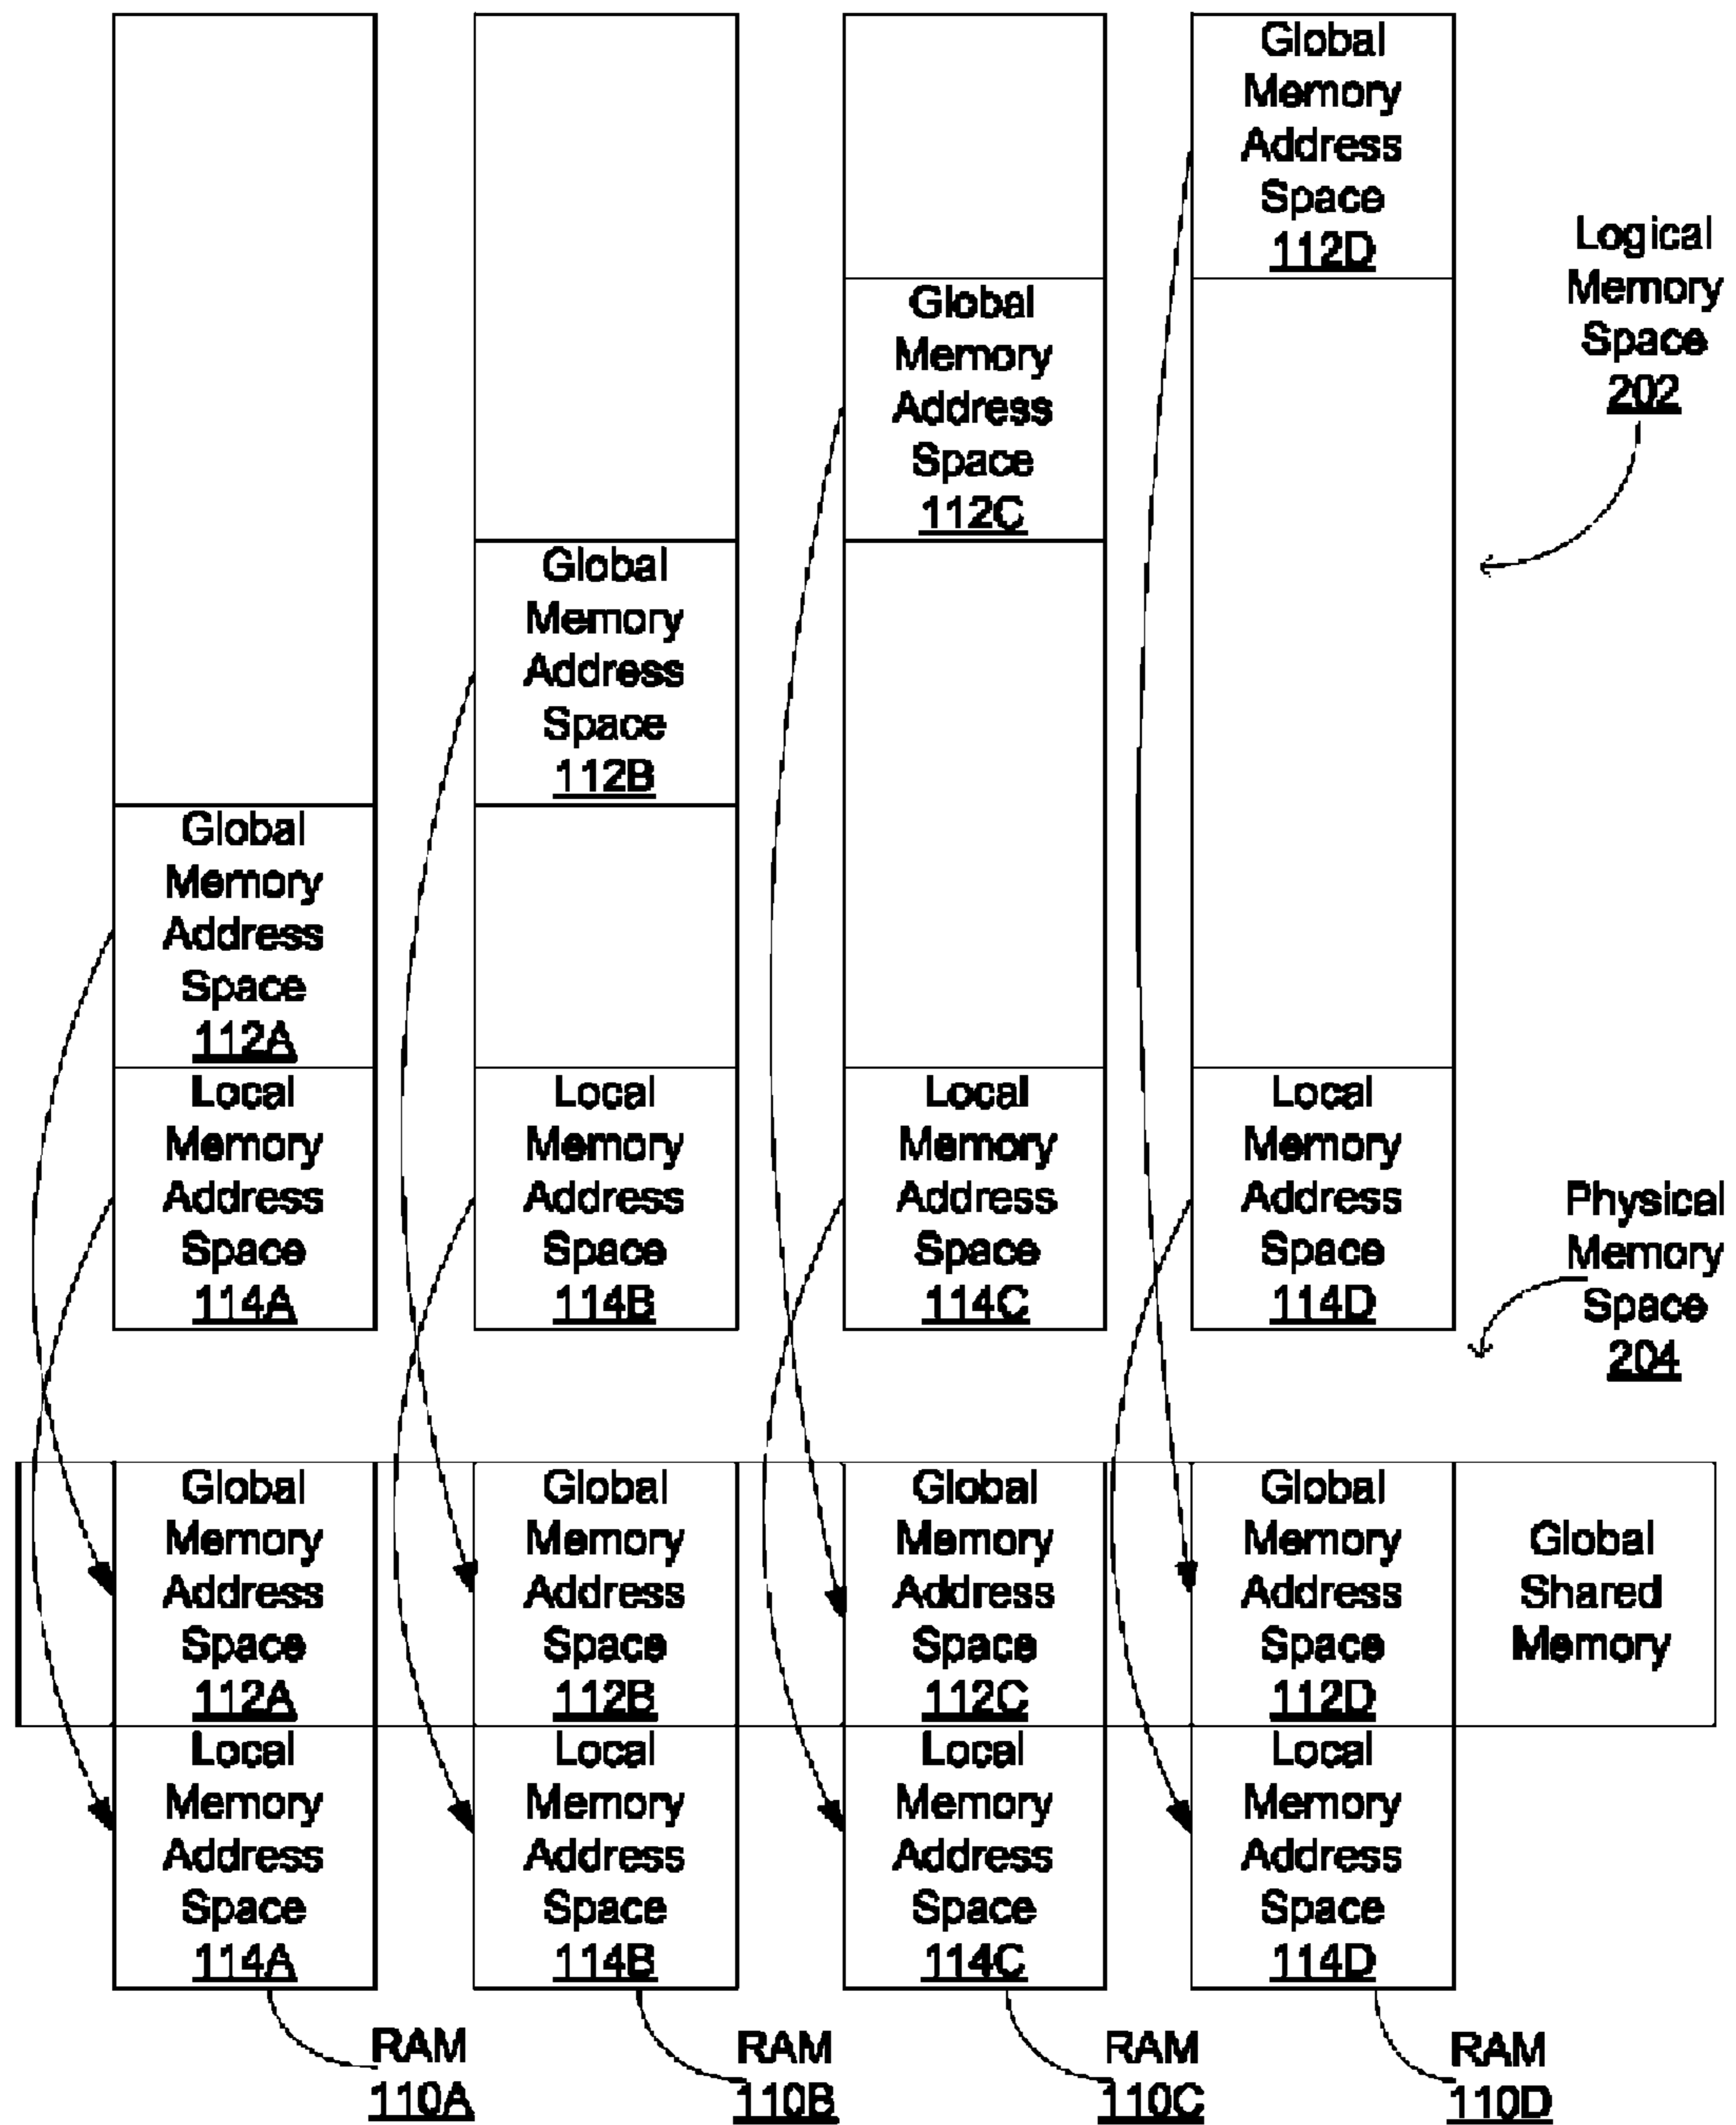 Global
Memory
Address
Space
112D
Logical
Memory
Space
202
Global
Memory
Address
Space
112C
Global
Memory
Address
Space
112B
Global
Memory
Address
Space
112A
Local
Memory
Address
Space
114A
Local
Memory
Address
Space
114B
Local
Memory
Address
Space
114C
Local
Memory
Address
Space
114D
Physical
Memory
Space
204
Global
Memory
Address
Space
112A
Global
Memory
Address
Space
112B
Global
Memory
Address
Space
112C
Global
Memory
Address
Space
112D
Global
Shared
Memory
Local
Memory
Address
Space
114A
Local
Memory
Address
Space
114B
Local
Memory
Address
Space
114C
Local
Memory
Address
Space
114D
RAM
110A
RAM
110B
RAM
110C
RAM
110D